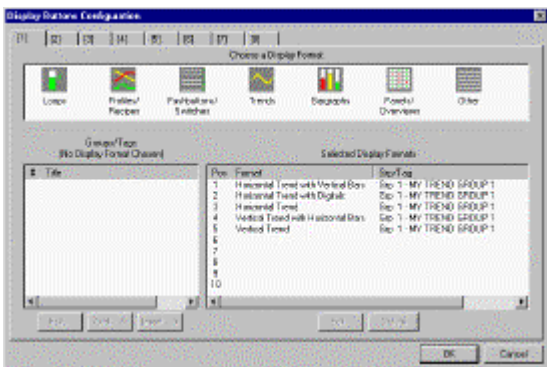 Display Buttons Configuration
[1] [2] [3] [4] [5] [6] [7] [8]
Choose a Display Format:
Loops
Profiles/ Recipes
Pushbuttons/ Switches
Trends
Bargraphs
Panels/ Overviews
Other
Groups/Tags
(No Display Format Chosen)
# Title
Selected Display Formats
Pos Format Grp/Tag
1 Horizontal Trend with Vertical Bars Grp 1 - MY TREND GROUP 1
2 Horizontal Trend with Digitals Grp 1 - MY TREND GROUP 1
3 Horizontal Trend Grp 1 - MY TREND GROUP 1
4 Vertical Trend with Horizontal Bars Grp 1 - MY TREND GROUP 1
5 Vertical Trend Grp 1 - MY TREND GROUP 1
6
7
8
9
10
OK
Cancel